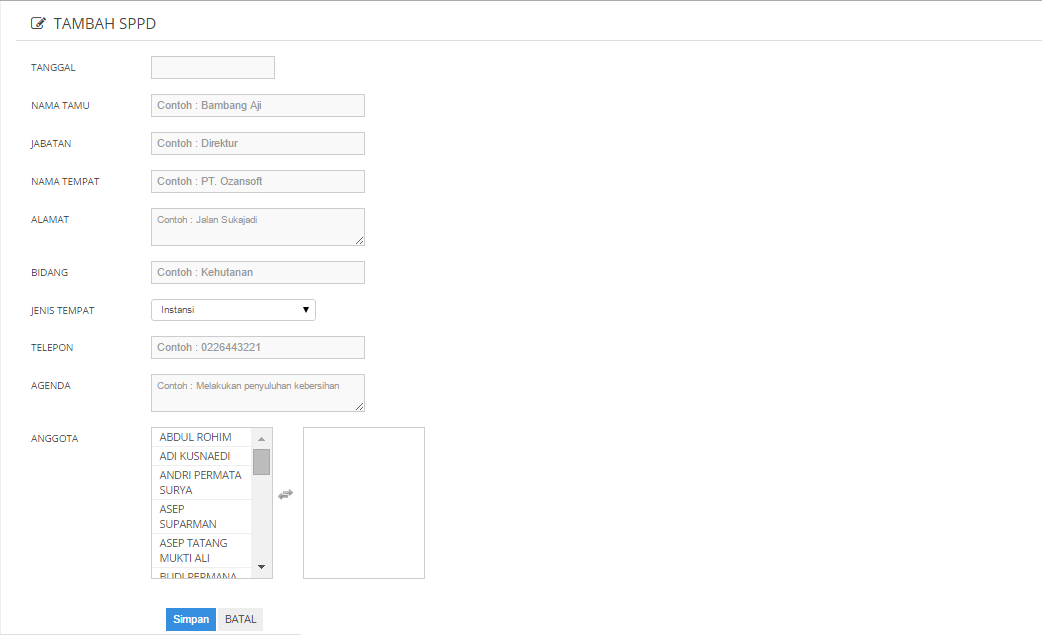 TAMBAH SPPD
TANGGAL
NAMA TAMU Contoh : Bambang Aji
JABATAN Contoh : Direktur
NAMA TEMPAT Contoh : PT. Ozansoft
ALAMAT Contoh : Jalan Sukajadi
BIDANG Contoh : Kehutanan
JENIS TEMPAT Instansi
TELEPON Contoh : 0226443221
AGENDA Contoh : Melakukan penyuluhan kebersihan
ANGGOTA ABDUL ROHIM
ADI KUSNAEDI
ANDRI PERMATA
SURYA
ASEP
SUPARMAN
ASEP TATANG
MUKTI ALI
BUDI PERMANA
Simpan BATAL